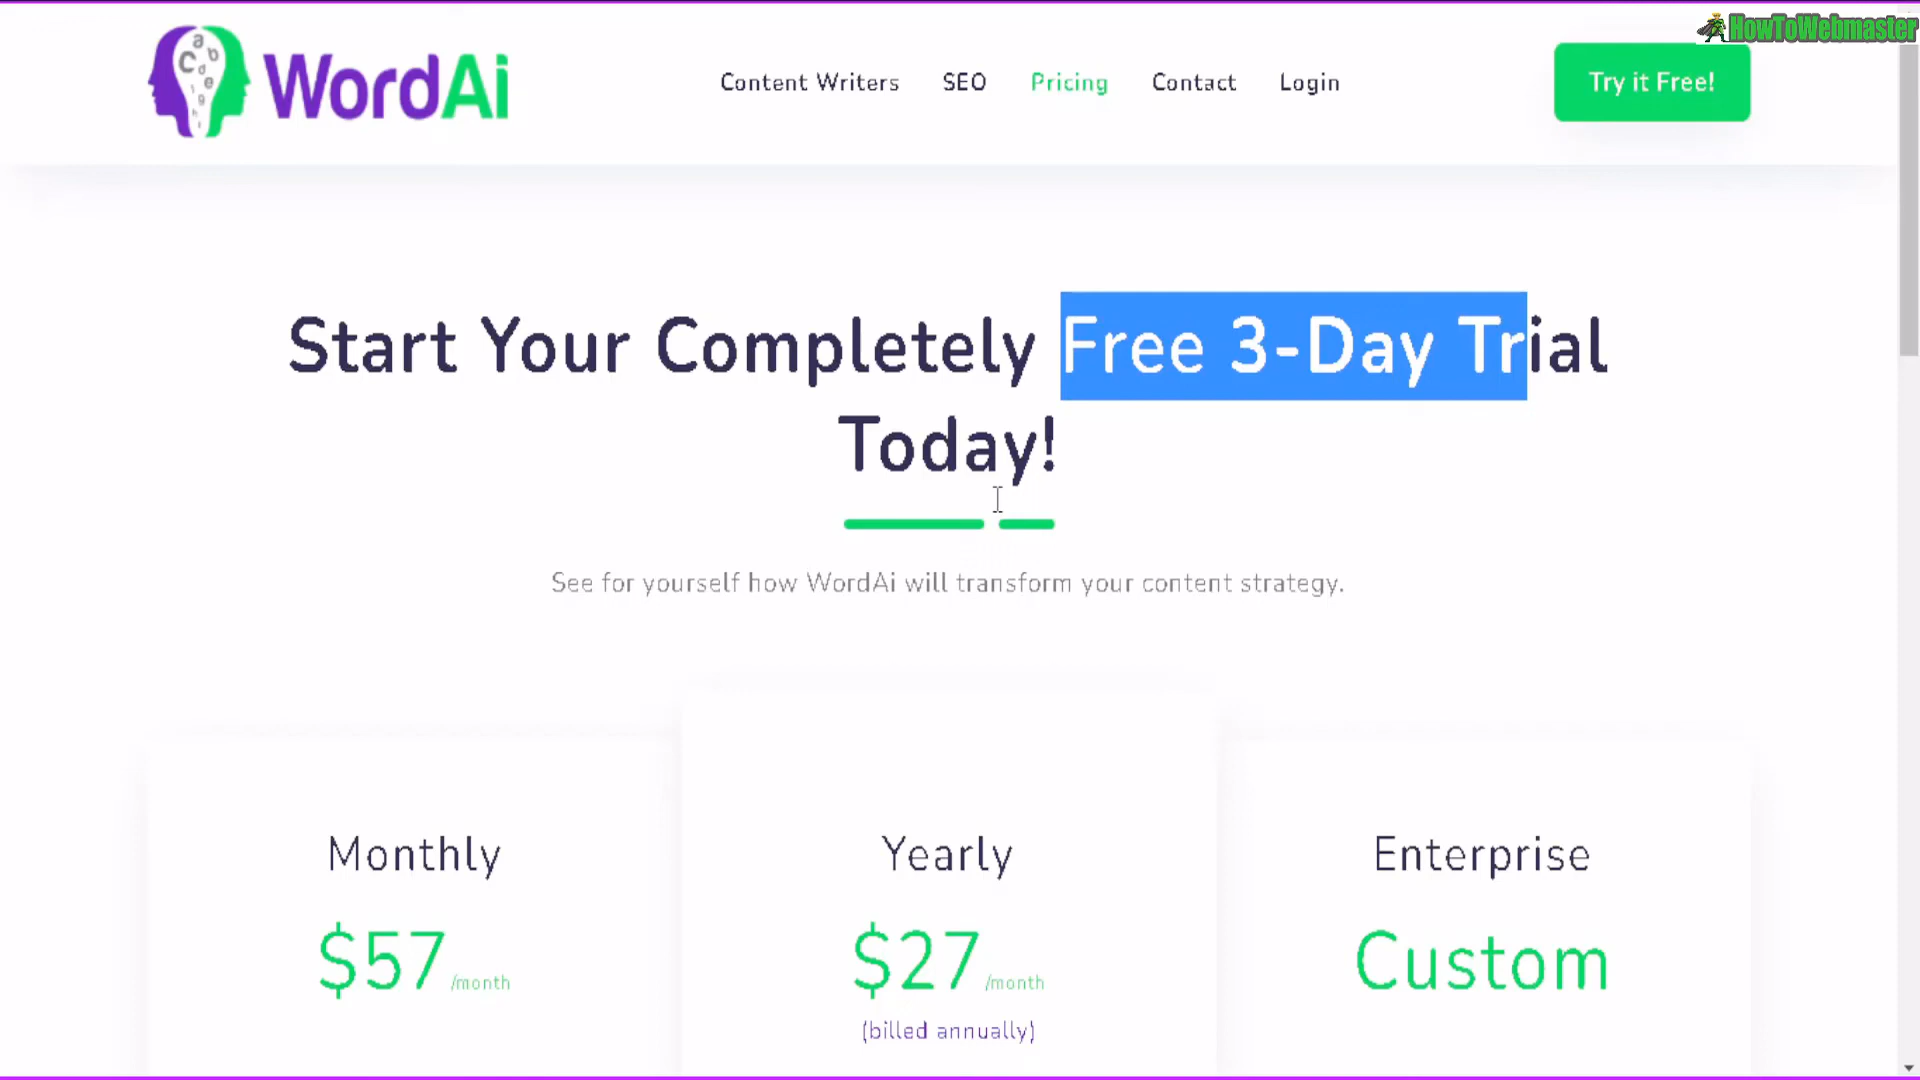 HowToWebmaster
WordAi
Content Writers SEO Pricing Contact Login
Try it Free!
Start Your Completely Free 3-Day Trial
Today!
See for yourself how WordAi will transform your content strategy.
Monthly
$57 /month
Yearly
$27 /month
(billed annually)
Enterprise
Custom